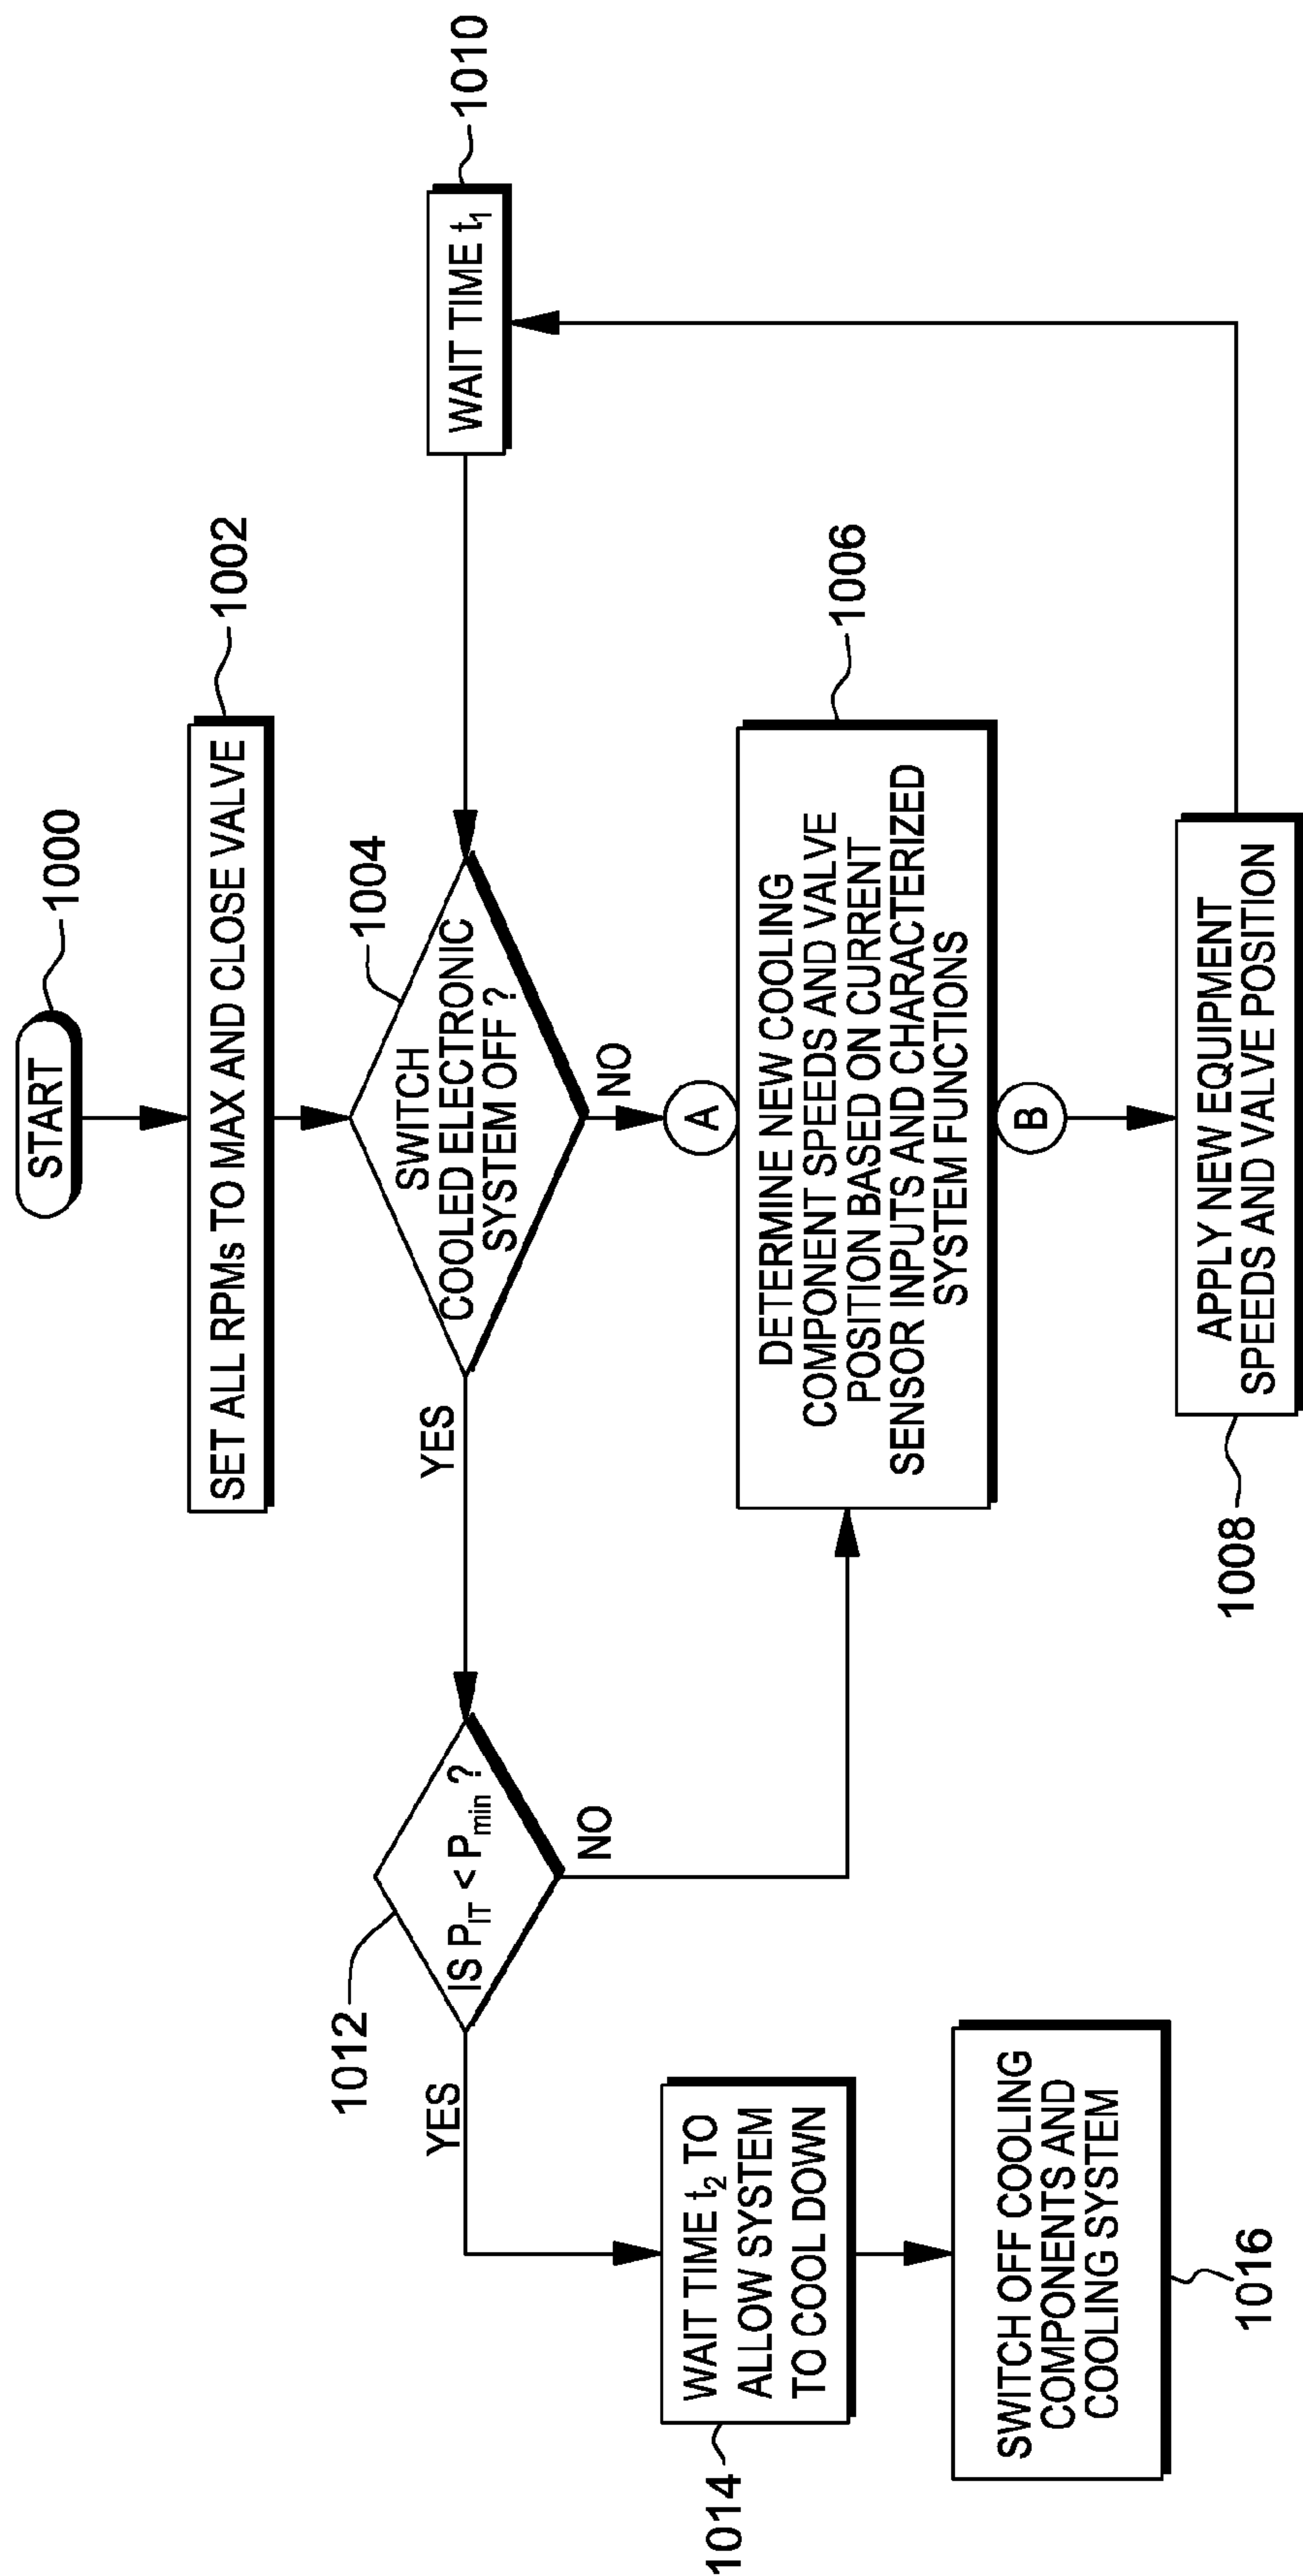 START
1000
SET ALL RPMs TO MAX AND CLOSE VALVE
1002
SWITCH
COOLED ELECTRONIC
SYSTEM OFF ?
1004
YES
NO
WAIT TIME t₁
1010
IS P_IT < P_min ?
1012
YES
NO
A
DETERMINE NEW COOLING
COMPONENT SPEEDS AND VALVE
POSITION BASED ON CURRENT
SENSOR INPUTS AND CHARACTERIZED
SYSTEM FUNCTIONS
1006
B
APPLY NEW EQUIPMENT
SPEEDS AND VALVE POSITION
1008
WAIT TIME t₂ TO
ALLOW SYSTEM
TO COOL DOWN
1014
SWITCH OFF COOLING
COMPONENTS AND
COOLING SYSTEM
1016